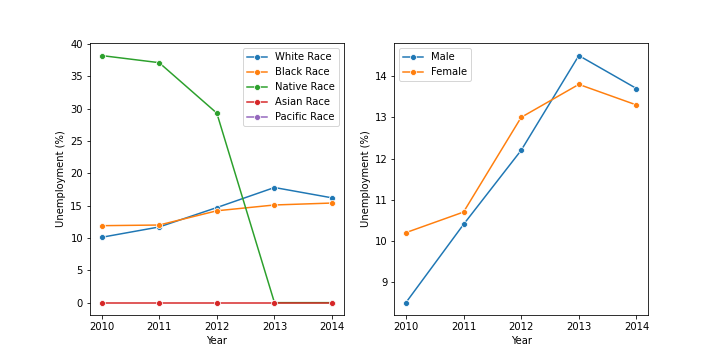 40
35
30
25
20
15
10
5
0
Unemployment (%)
2010 2011 2012 2013 2014
Year
White Race
Black Race
Native Race
Asian Race
Pacific Race
14
13
12
11
10
9
Unemployment (%)
2010 2011 2012 2013 2014
Year
Male
Female